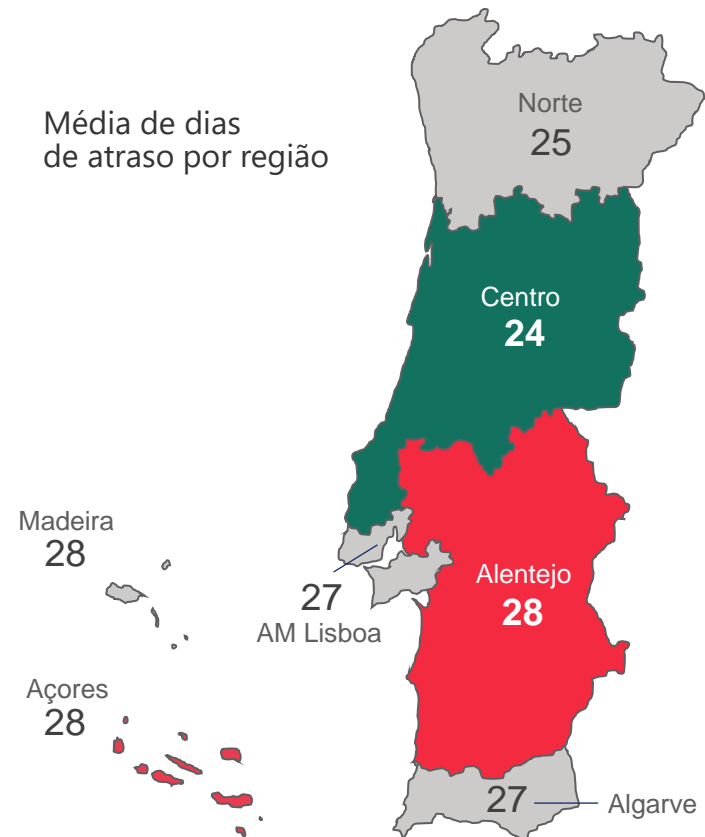 Média de dias
de atraso por região
Norte
25
Centro
24
Madeira
28
Alentejo
28
27
AM Lisboa
Açores
28
27
Algarve